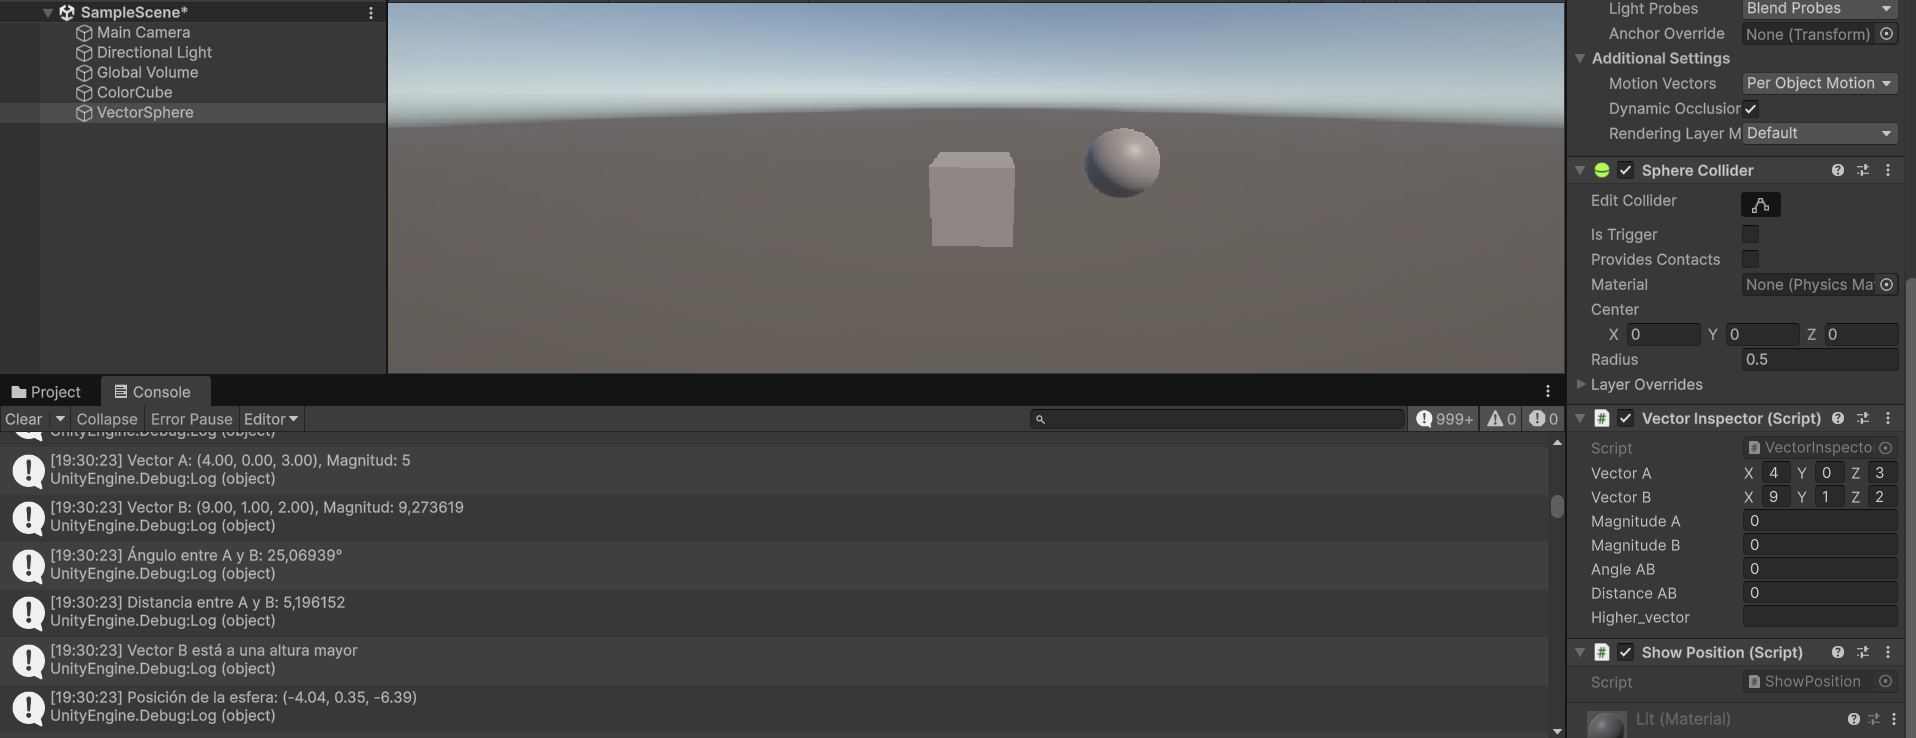 SampleScene*
Main Camera
Directional Light
Global Volume
ColorCube
VectorSphere
Project
Console
Clear
Collapse
Error Pause
Editor
999+
0
0
UnityEngine.Debug:Log (object)
[19:30:23] Vector A: (4.00, 0.00, 3.00), Magnitud: 5
UnityEngine.Debug:Log (object)
[19:30:23] Vector B: (9.00, 1.00, 2.00), Magnitud: 9,273619
UnityEngine.Debug:Log (object)
[19:30:23] Ángulo entre A y B: 25,06939°
UnityEngine.Debug:Log (object)
[19:30:23] Distancia entre A y B: 5,196152
UnityEngine.Debug:Log (object)
[19:30:23] Vector B está a una altura mayor
UnityEngine.Debug:Log (object)
[19:30:23] Posición de la esfera: (-4.04, 0.35, -6.39)
UnityEngine.Debug:Log (object)
Light Probes Blend Probes
Anchor Override None (Transform)
Additional Settings
Motion Vectors Per Object Motion
Dynamic Occlusion
Rendering Layer M Default
Sphere Collider
Edit Collider
Is Trigger
Provides Contacts
Material None (Physics Ma
Center
X 0 Y 0 Z 0
Radius 0.5
Layer Overrides
# Vector Inspector (Script)
Script VectorInspecto
Vector A X 4 Y 0 Z 3
Vector B X 9 Y 1 Z 2
Magnitude A 0
Magnitude B 0
Angle AB 0
Distance AB 0
Higher_vector
# Show Position (Script)
Script ShowPosition
Lit (Material)